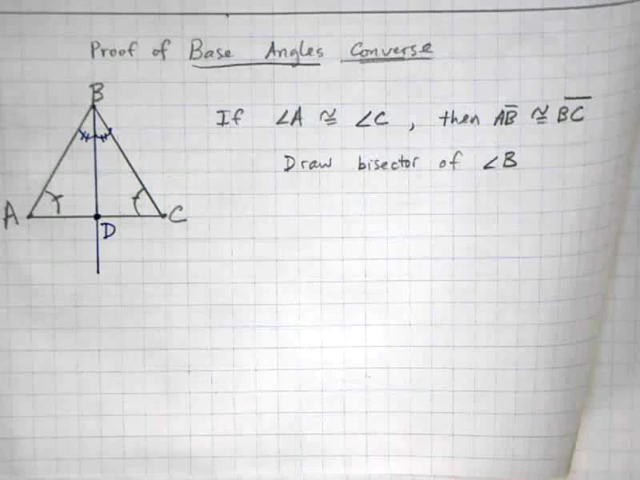 Proof of Base Angles Converse
B
If ∠A ≅ ∠C, then AB ≅ BC
Draw bisector of ∠B
A
C
D